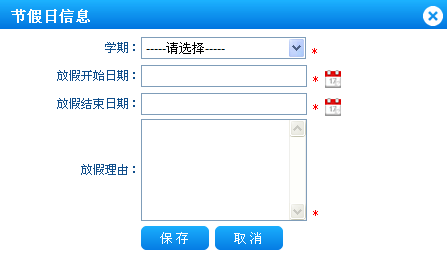 节假日信息
学期： -----请选择----- *
放假开始日期： *
放假结束日期： *
放假理由： *
保存 取消